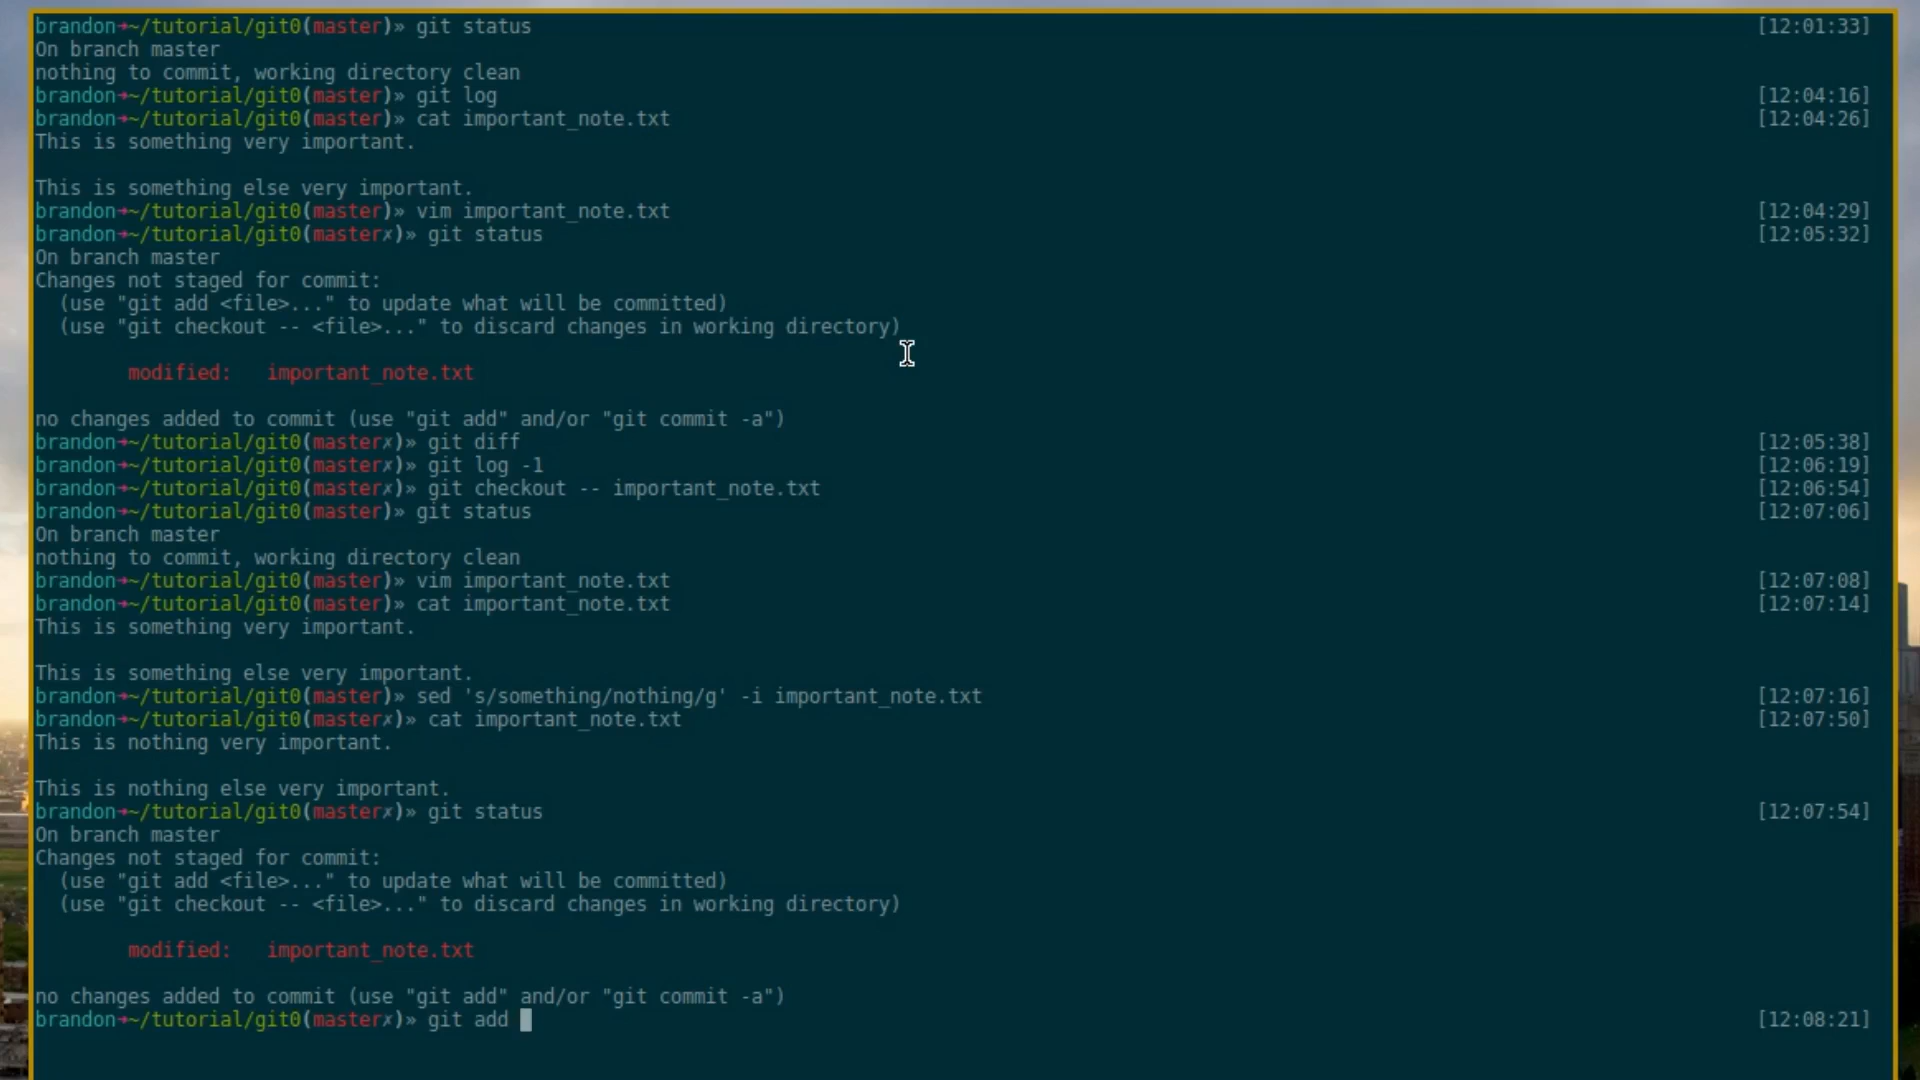 brandon→~/tutorial/git0(master)» git status [12:01:33]
On branch master
nothing to commit, working directory clean
brandon→~/tutorial/git0(master)» git log [12:04:16]
brandon→~/tutorial/git0(master)» cat important_note.txt [12:04:26]
This is something very important.

This is something else very important.
brandon→~/tutorial/git0(master)» vim important_note.txt [12:04:29]
brandon→~/tutorial/git0(master✗)» git status [12:05:32]
On branch master
Changes not staged for commit:
  (use "git add <file>..." to update what will be committed)
  (use "git checkout -- <file>..." to discard changes in working directory)

        modified:   important_note.txt

no changes added to commit (use "git add" and/or "git commit -a")
brandon→~/tutorial/git0(master✗)» git diff [12:05:38]
brandon→~/tutorial/git0(master✗)» git log -1 [12:06:19]
brandon→~/tutorial/git0(master✗)» git checkout -- important_note.txt [12:06:54]
brandon→~/tutorial/git0(master)» git status [12:07:06]
On branch master
nothing to commit, working directory clean
brandon→~/tutorial/git0(master)» vim important_note.txt [12:07:08]
brandon→~/tutorial/git0(master)» cat important_note.txt [12:07:14]
This is something very important.

This is something else very important.
brandon→~/tutorial/git0(master)» sed 's/something/nothing/g' -i important_note.txt [12:07:16]
brandon→~/tutorial/git0(master✗)» cat important_note.txt [12:07:50]
This is nothing very important.

This is nothing else very important.
brandon→~/tutorial/git0(master✗)» git status [12:07:54]
On branch master
Changes not staged for commit:
  (use "git add <file>..." to update what will be committed)
  (use "git checkout -- <file>..." to discard changes in working directory)

        modified:   important_note.txt

no changes added to commit (use "git add" and/or "git commit -a")
brandon→~/tutorial/git0(master✗)» git add [12:08:21]